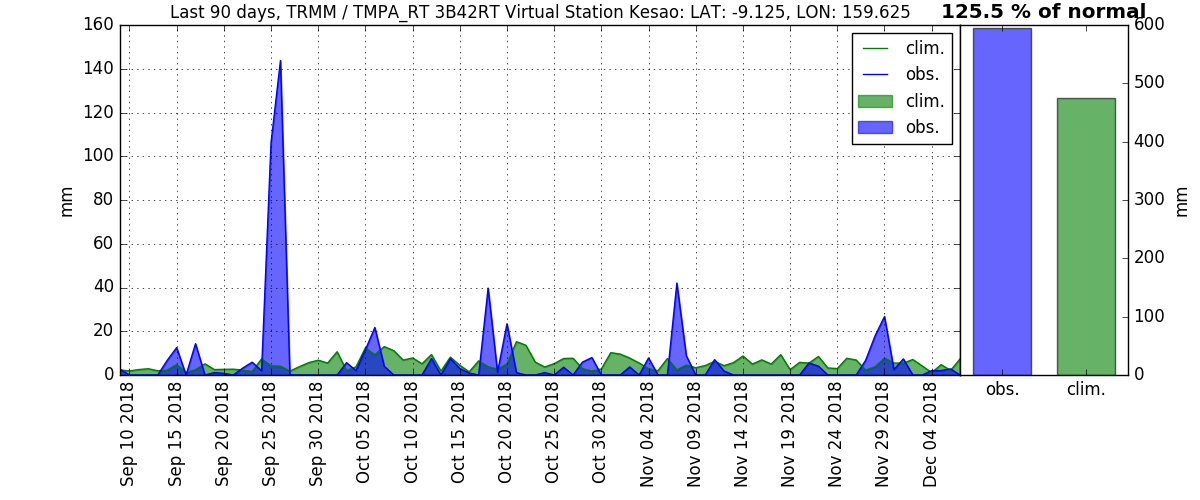 Last 90 days, TRMM / TMPA_RT 3B42RT Virtual Station Kesao: LAT: -9.125, LON: 159.625
125.5 % of normal
160
140
120
100
80
60
40
20
0
mm
clim.
obs.
clim.
obs.
Sep 10 2018
Sep 15 2018
Sep 20 2018
Sep 25 2018
Sep 30 2018
Oct 05 2018
Oct 10 2018
Oct 15 2018
Oct 20 2018
Oct 25 2018
Oct 30 2018
Nov 04 2018
Nov 09 2018
Nov 14 2018
Nov 19 2018
Nov 24 2018
Nov 29 2018
Dec 04 2018
600
500
400
300
200
100
0
mm
obs.
clim.